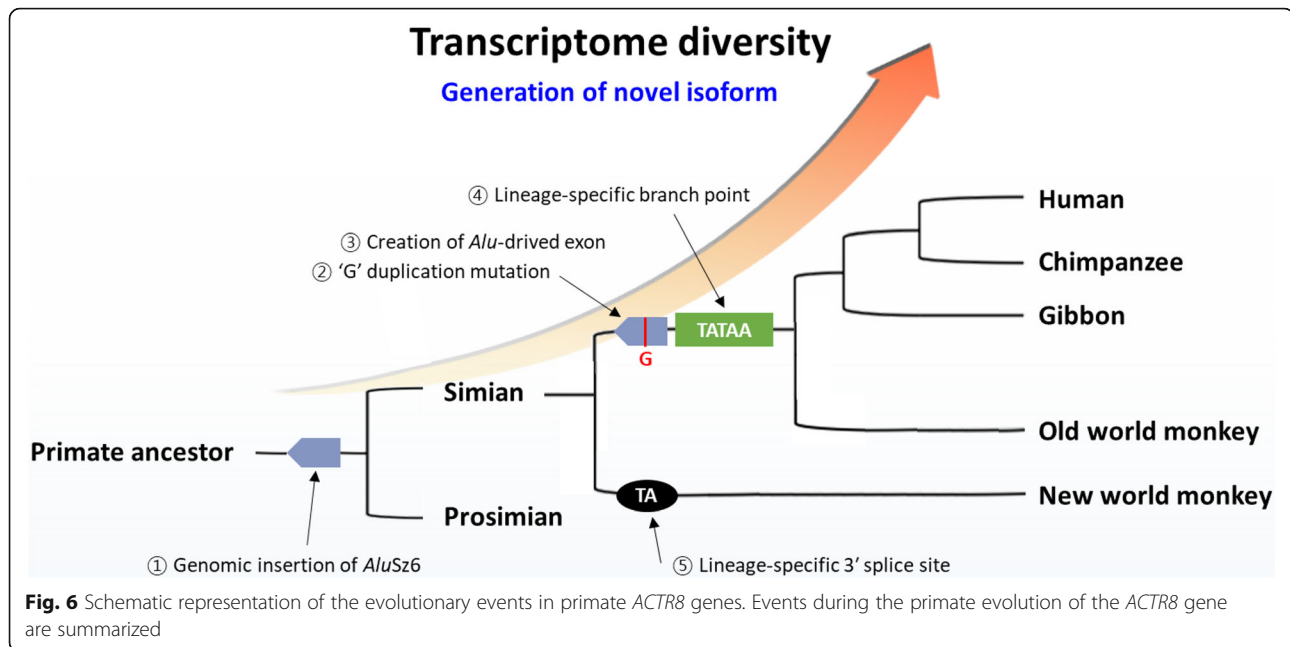 Transcriptome diversity
Generation of novel isoform
④ Lineage-specific branch point
③ Creation of Alu-drived exon
② ‘G’ duplication mutation
Human
Chimpanzee
Gibbon
TATAA
G
Simian
Primate ancestor
Old world monkey
TA
New world monkey
Prosimian
① Genomic insertion of AluSz6
⑤ Lineage-specific 3′ splice site
Fig. 6 Schematic representation of the evolutionary events in primate ACTR8 genes. Events during the primate evolution of the ACTR8 gene
are summarized